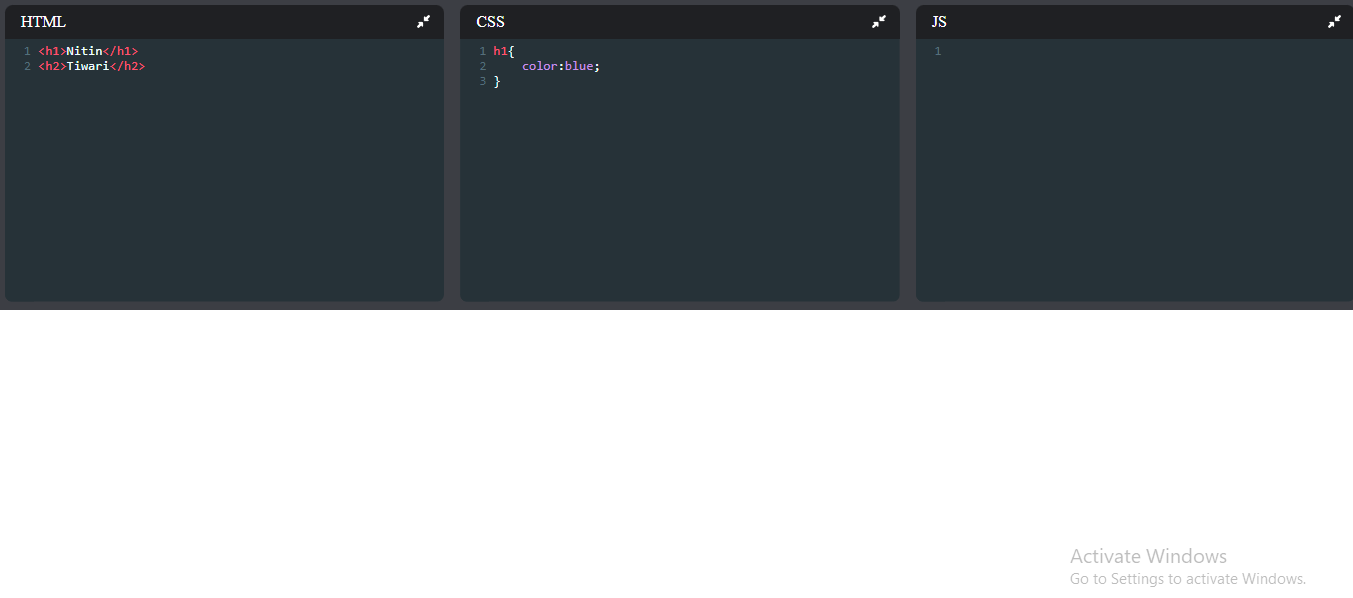 HTML
1 <h1>Nitin</h1>
2 <h2>Tiwari</h2>
CSS
1 h1{
2     color:blue;
3 }
JS
1
Activate Windows
Go to Settings to activate Windows.